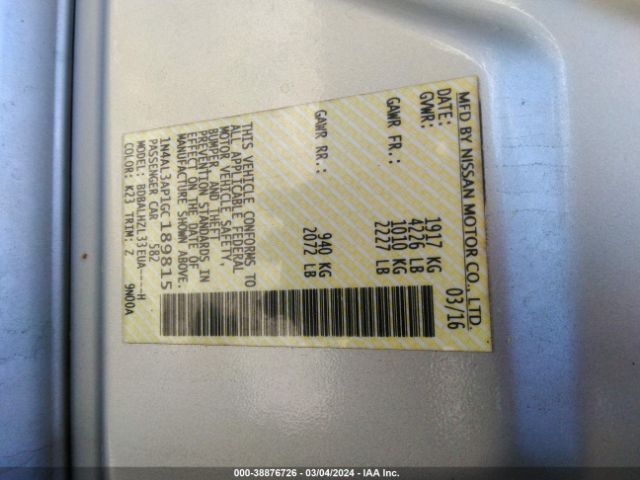 MFD BY NISSAN MOTOR CO., LTD.
DATE: 03/16
GVWR: 1917 KG
4226 LB
GAWR FR.: 1010 KG
2227 LB
GAWR RR.: 940 KG
2072 LB
THIS VEHICLE CONFORMS TO
ALL APPLICABLE FEDERAL
MOTOR VEHICLE SAFETY,
BUMPER, AND THEFT
PREVENTION STANDARDS IN
EFFECT ON THE DATE OF
MANUFACTURE SHOWN ABOVE.
1N4AL3AP1GC189815
PASSENGER CAR 5B2
MODEL: BDBALHZL33EUA----H
COLOR: K23 TRIM: Z 9N00A
000-38876726 - 03/04/2024 - IAA Inc.